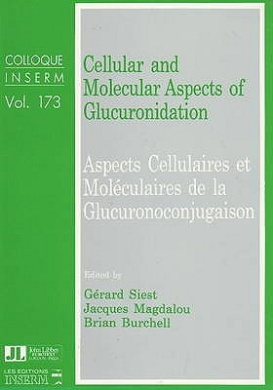 COLLOQUE
INSERM
Vol. 173
Cellular and
Molecular Aspects of
Glucuronidation
Aspects Cellulaires et
Moléculaires de la
Glucuronoconjugaison
Edited by
Gérard Siest
Jacques Magdalou
Brian Burchell
JL
John Libbey
EUROTEXT
LES EDITIONS
INSERM